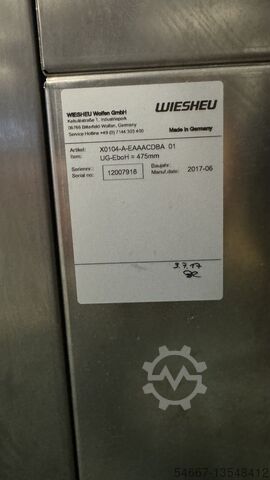 WIESHEU Wolfen GmbH
WIESHEU
Kelsutstraße 1, Industriepark
06766 Bitterfeld-Wolfen, Germany
Service Hotline +49 (0) 7144 303 400
Made in Germany
Artikel: X0104-A-EAAACDBA 01
Item: UG-EboH = 475mm
Seriennr: Baujahr:
Serial no: 12007916 Manuf.date: 2017-06
3.7.17
54667-13548412